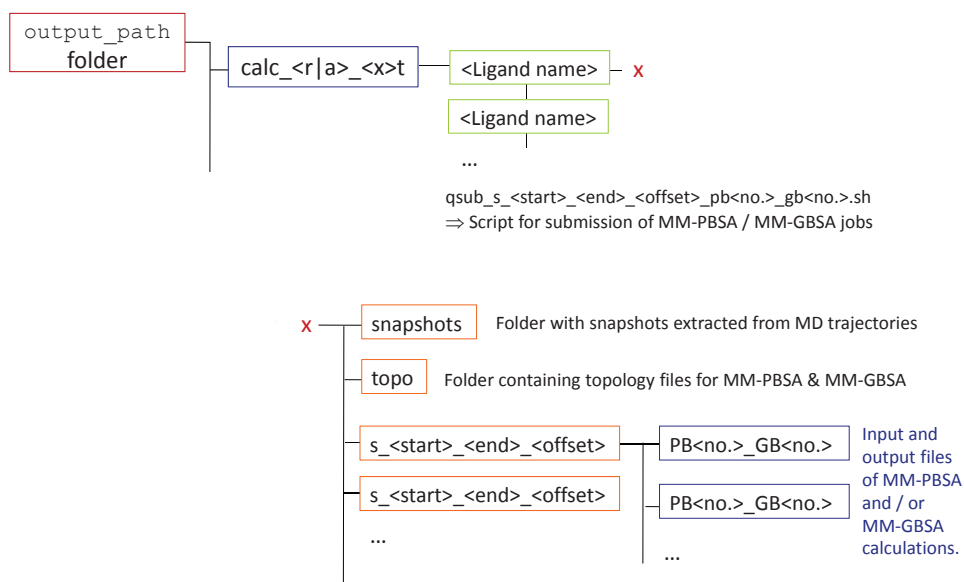 output_path
folder
calc_<r|a>_<x>t
<Ligand name>
x
<Ligand name>
...
qsub_s_<start>_<end>_<offset>_pb<no.>_gb<no.>.sh
⇒ Script for submission of MM-PBSA / MM-GBSA jobs
x
snapshots
Folder with snapshots extracted from MD trajectories
topo
Folder containing topology files for MM-PBSA & MM-GBSA
s_<start>_<end>_<offset>
PB<no.>_GB<no.>
Input and
output files
of MM-PBSA
and / or
MM-GBSA
calculations.
s_<start>_<end>_<offset>
PB<no.>_GB<no.>
...
...